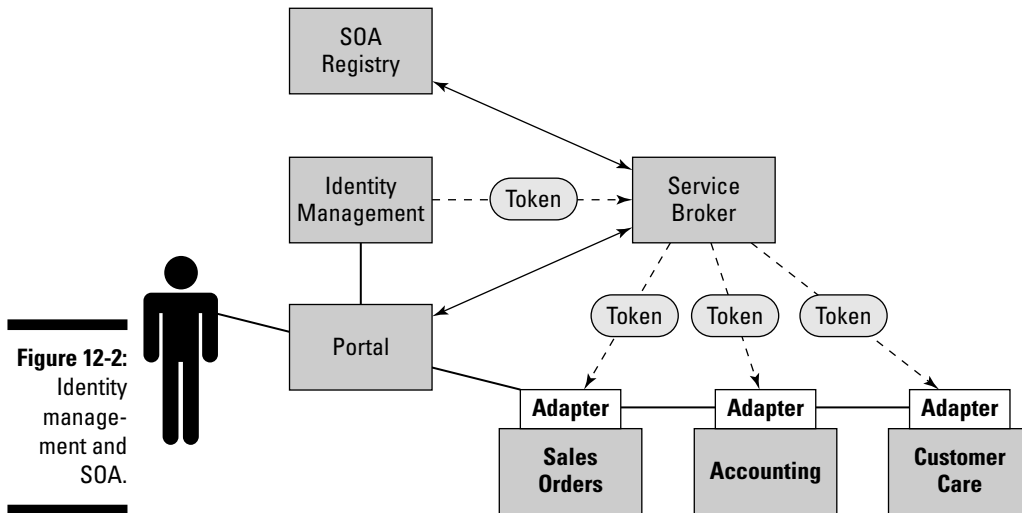 SOA
Registry
Identity
Management
Token
Service
Broker
Portal
Token
Token
Token
Figure 12-2:
Identity
manage-
ment and
SOA.
Adapter
Adapter
Adapter
Sales
Orders
Accounting
Customer
Care